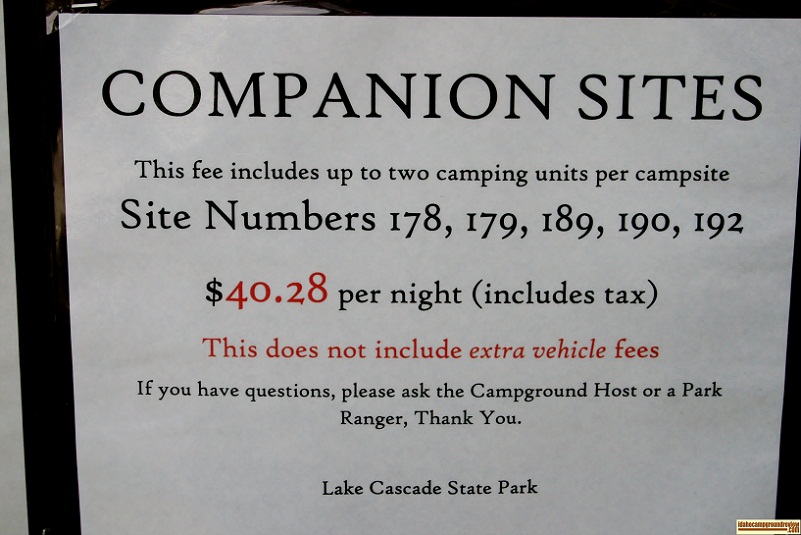 COMPANION SITES
This fee includes up to two camping units per campsite
Site Numbers 178, 179, 189, 190, 192
$40.28 per night (includes tax)
This does not include extra vehicle fees
If you have questions, please ask the Campground Host or a Park
Ranger, Thank You.
Lake Cascade State Park
idahocampgroundreview
.com